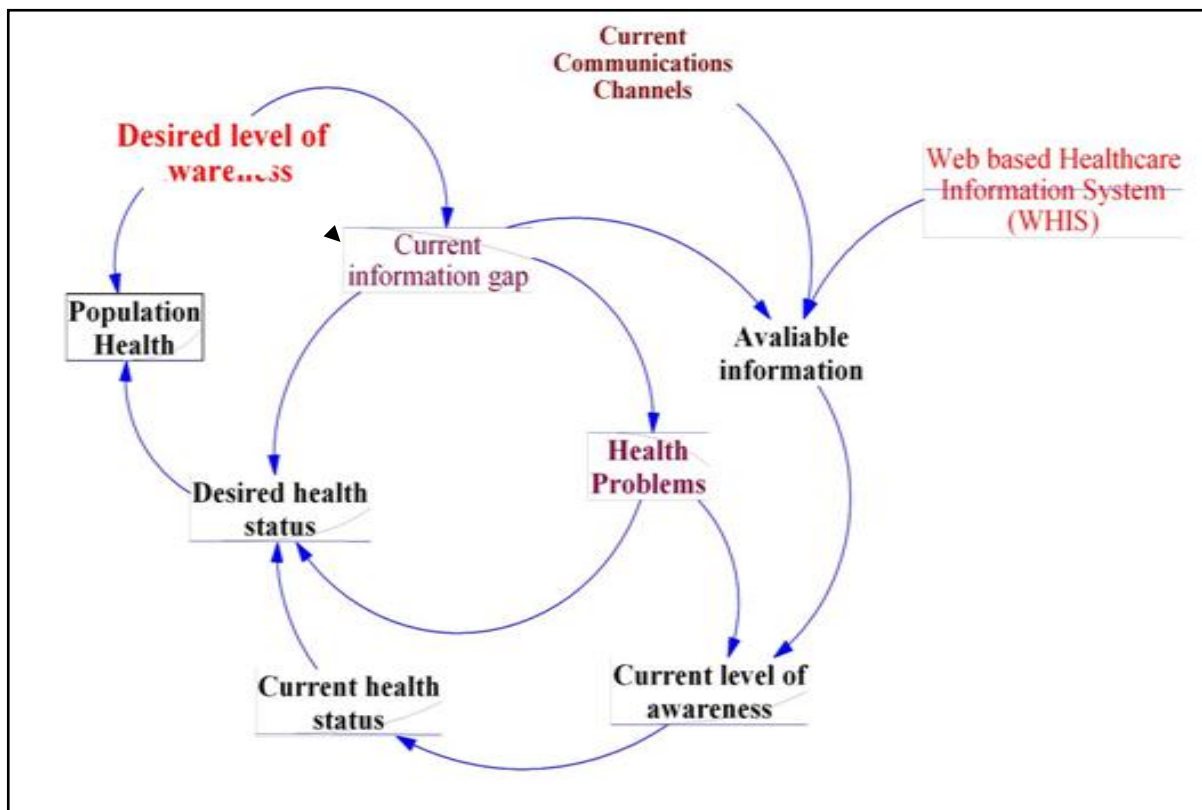 Current
Communications
Channels
Desired level of
wareness
Web based Healthcare
Information System
(WHIS)
Current
information gap
Population
Health
Avaliable
information
Health
Problems
Desired health
status
Current health
status
Current level of
awareness